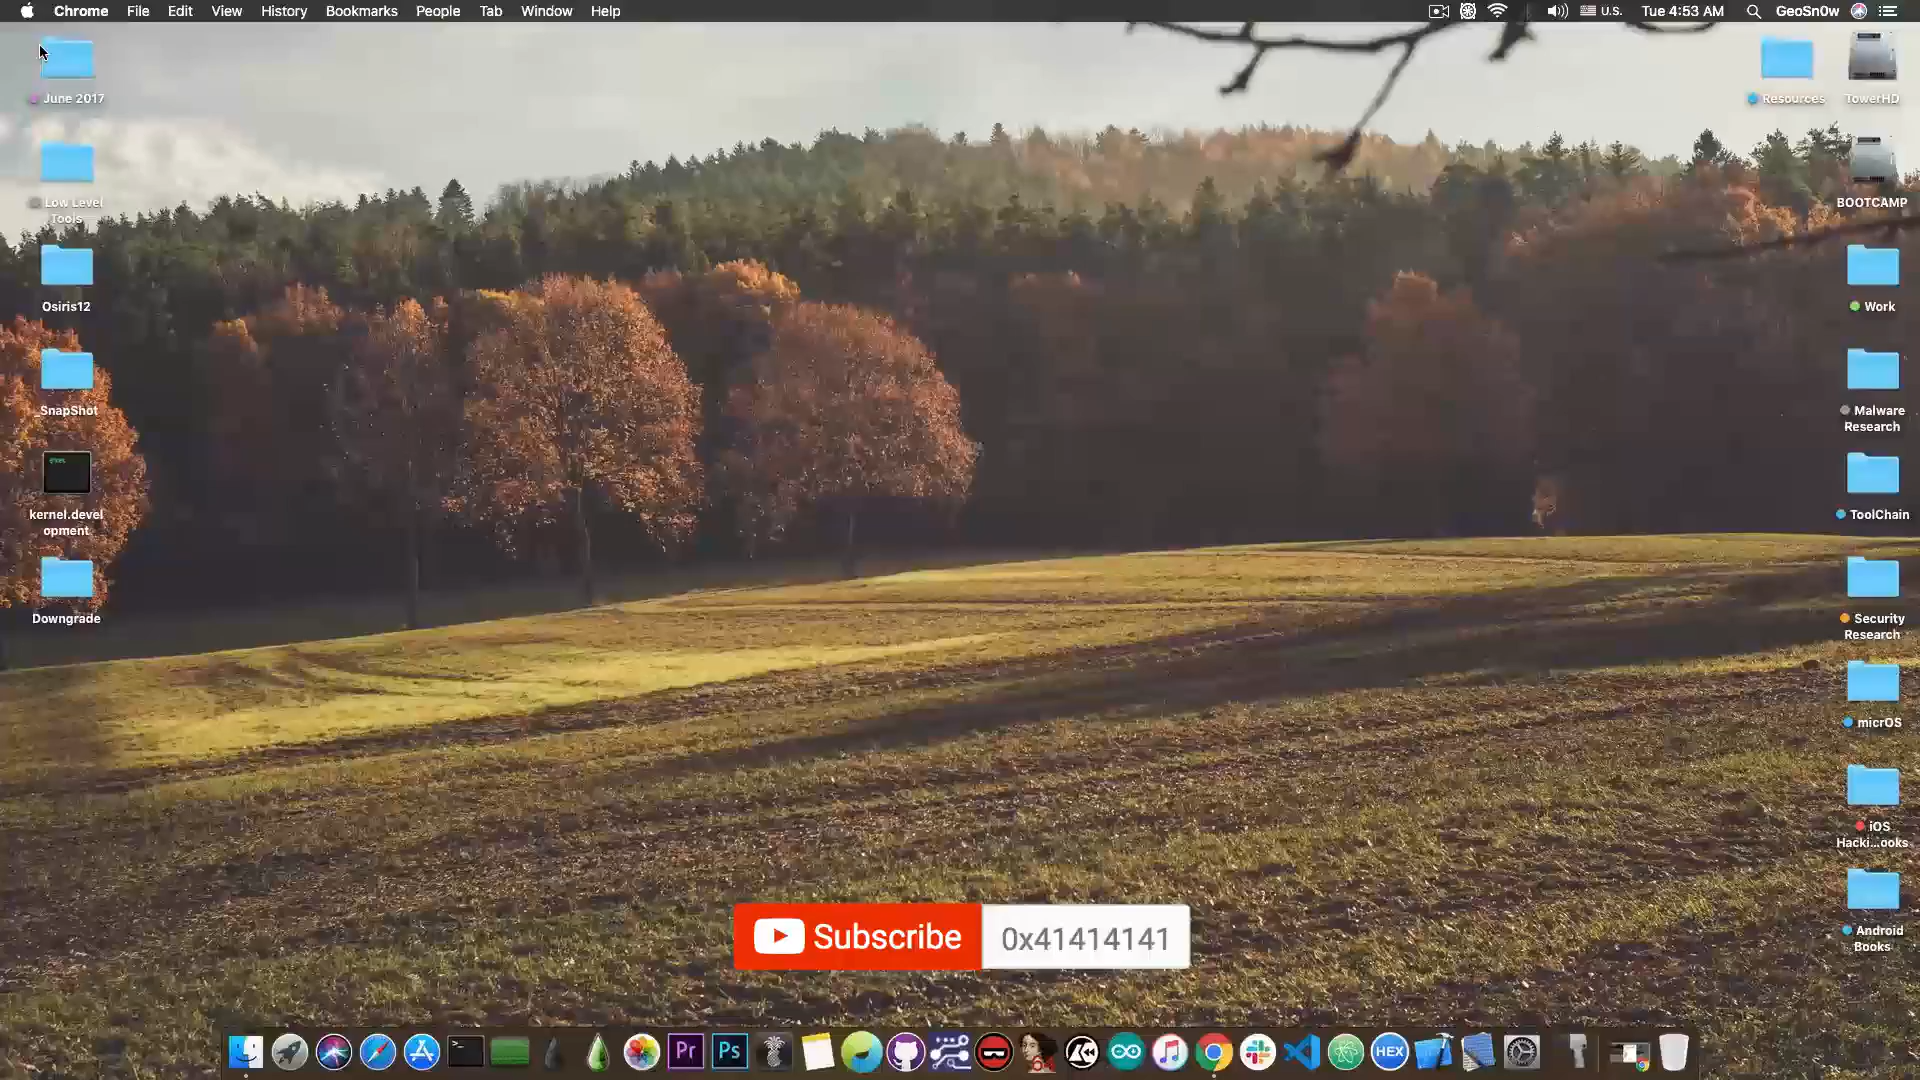 Chrome File Edit View History Bookmarks People Tab Window Help
U.S. Tue 4:53 AM GeoSn0w
June 2017
Low Level
Tools
Osiris12
_SnapShot
exec
kernel.devel
opment
Downgrade
Resources
TowerHD
BOOTCAMP
Work
Malware
Research
ToolChain
Security
Research
micrOS
iOS
Hacki...ooks
Android
Books
Subscribe 0x41414141
Pr
Ps
HEX